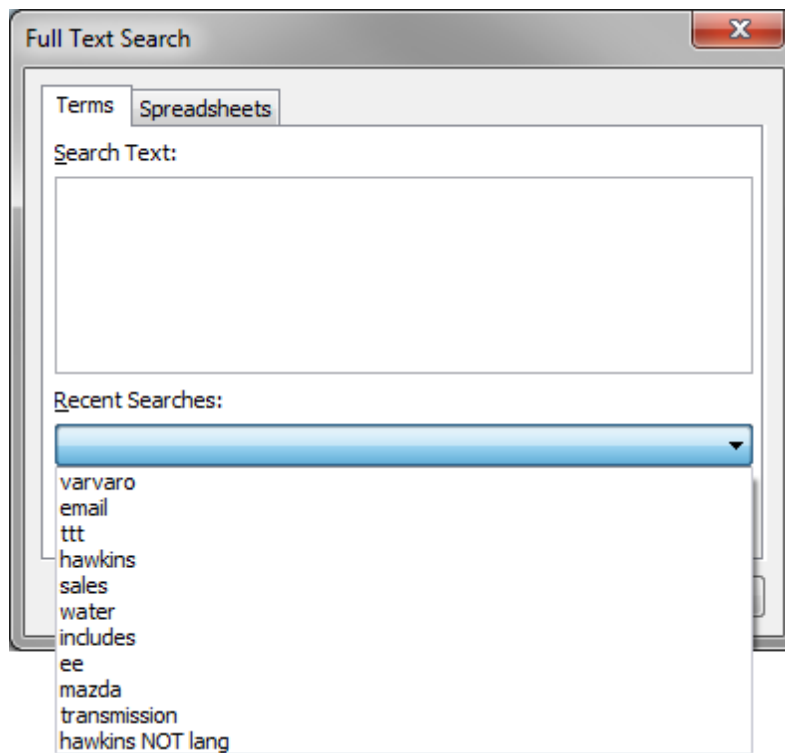 Full Text Search
Terms
Spreadsheets
Search Text:
Recent Searches:
varvaro
email
ttt
hawkins
sales
water
includes
ee
mazda
transmission
hawkins NOT lang